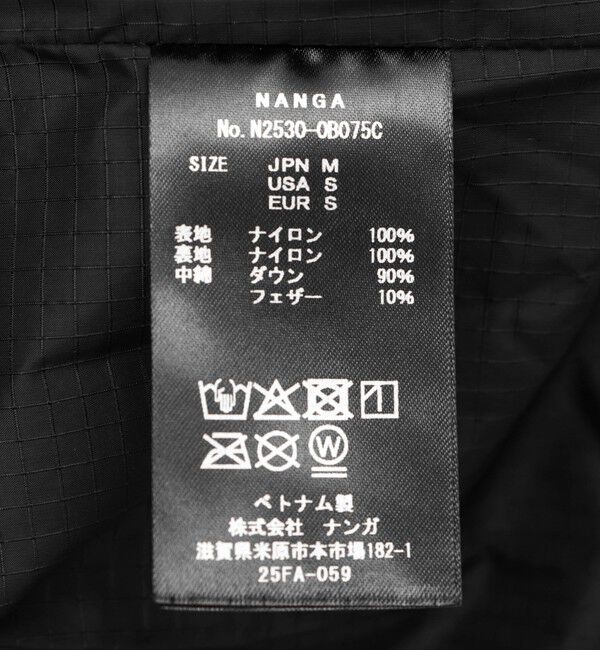 NANGA
No. N2530-0B075C
SIZE JPN M
USA S
EUR S
表地 ナイロン 100%
裏地 ナイロン 100%
中綿 ダウン 90%
フェザー 10%
W
ベトナム製
株式会社 ナンガ
滋賀県米原市本市場182-1
25FA-059